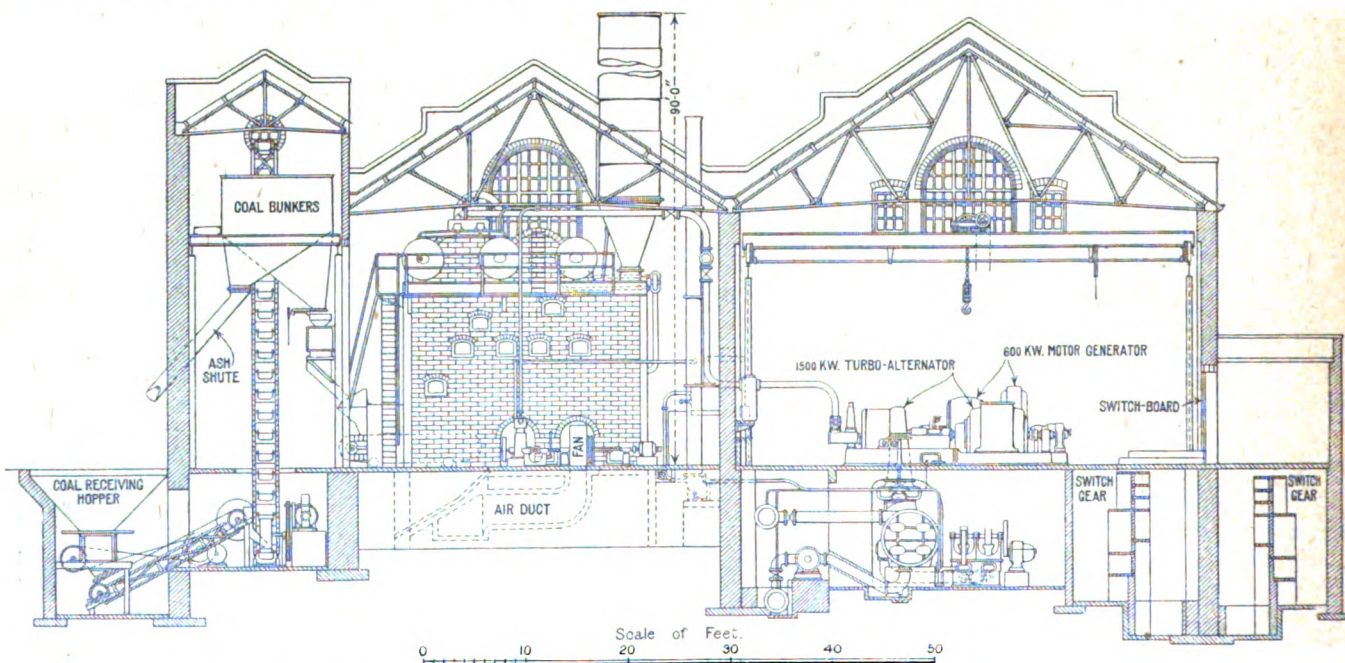 90'-0"
COAL BUNKERS
ASH
SHUTE
1500 KW. TURBO-ALTERNATOR
600 KW. MOTOR GENERATOR
SWITCH-BOARD
FAN
COAL RECEIVING
HOPPER
AIR DUCT
SWITCH
GEAR
SWITCH
GEAR
Scale of Feet.
0 10 20 30 40 50